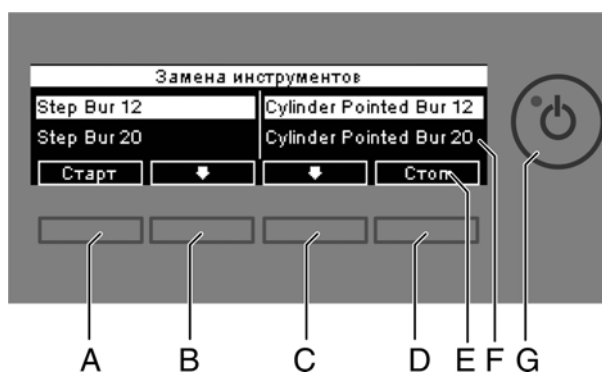 Замена инструментов
Step Bur 12 Cylinder Pointed Bur 12
Step Bur 20 Cylinder Pointed Bur 20
Старт Стоп
A B C D E F G